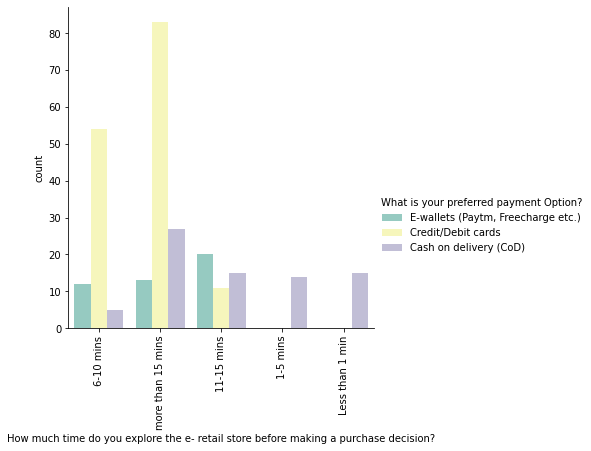 80
70
60
50
40
30
20
10
0
count
6-10 mins
more than 15 mins
11-15 mins
1-5 mins
Less than 1 min
How much time do you explore the e- retail store before making a purchase decision?
What is your preferred payment Option?
E-wallets (Paytm, Freecharge etc.)
Credit/Debit cards
Cash on delivery (CoD)